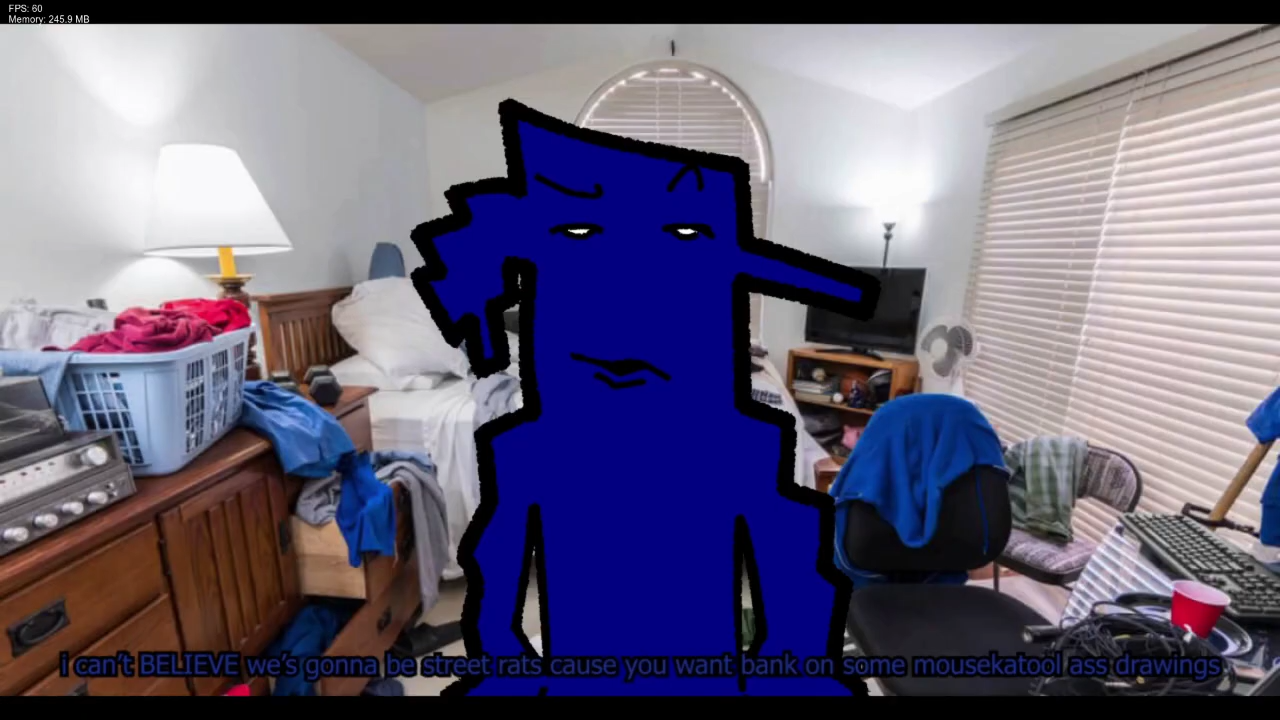 FPS: 60
Memory: 245.9 MB
i can't BELIEVE we's gonna be street rats cause you want bank on some mousekatool ass drawings